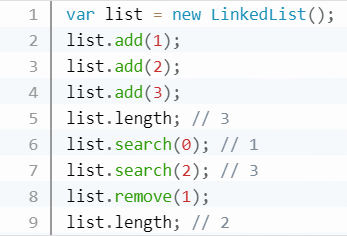 1 var list = new LinkedList();
2 list.add(1);
3 list.add(2);
4 list.add(3);
5 list.length; // 3
6 list.search(0); // 1
7 list.search(2); // 3
8 list.remove(1);
9 list.length; // 2